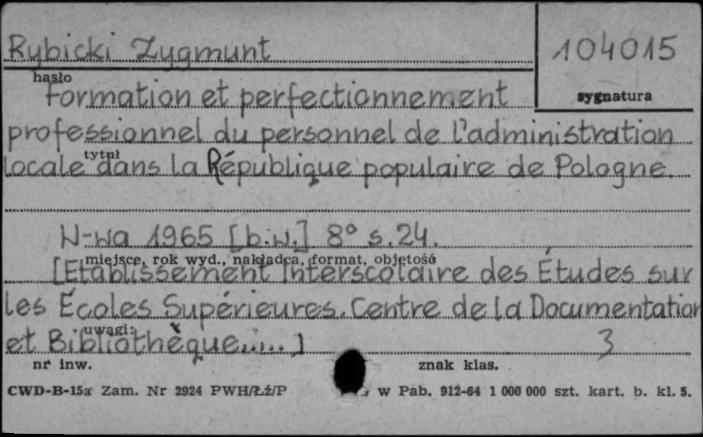 Rybicki Zygmunt
104015
hasło
sygnatura
Formation et perfectionnement
professionnel du personnel de l'administration
tytuł
locale dans la République populaire de Pologne.
W-wa 1965 [b.w.] 8° s.24.
miejsce, rok wyd., nakładca, format, objętość
[Etablissement Interscolaire des Études sur
les Écoles Supérieures. Centre de la Documentation
uwagi:
et Bibliothèque.....] 3
nr inw. znak klas.
CWD-B-15a Zam. Nr 2924 PWH/Łź/P w Pab. 912-64 1 000 000 szt. kart. b. kl. 5.